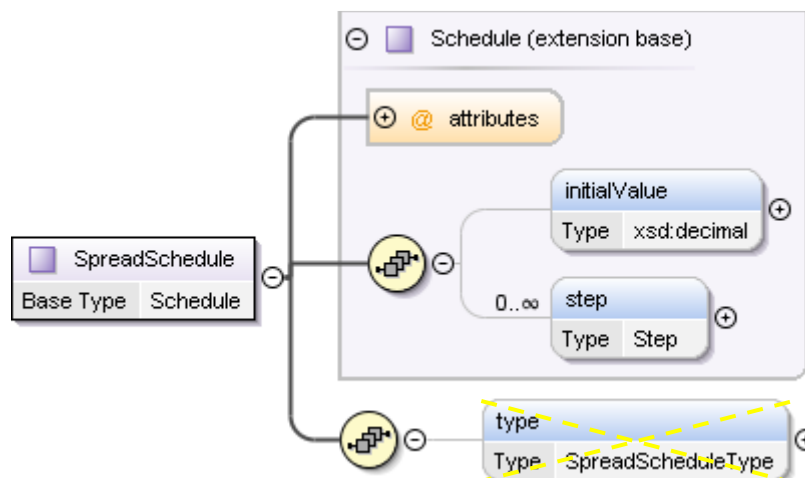 Schedule (extension base)
@ attributes
initialValue
Type xsd:decimal
SpreadSchedule
Base Type Schedule
0..∞
step
Type Step
type
Type SpreadScheduleType